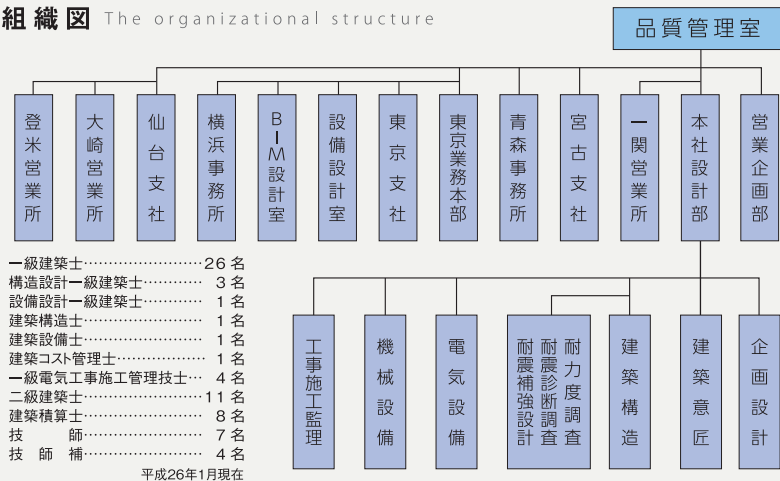 組織図 The organizational structure
品質管理室
登米営業所
大崎営業所
仙台支社
横浜事務所
BIM設計室
設備設計室
東京支社
東京業務本部
青森事務所
宮古支社
一関営業所
本社設計部
営業企画部
一級建築士……………………26名
構造設計一級建築士…………3名
設備設計一級建築士…………1名
建築構造士……………………1名
建築設備士……………………1名
建築コスト管理士……………1名
一級電気工事施工管理技士…4名
二級建築士……………………11名
建築積算士……………………8名
技師……………………7名
技師補……………………4名
平成26年1月現在
工事施工監理
機械設備
電気設備
耐力度調査
耐震診断調査
耐震補強設計
建築構造
建築意匠
企画設計